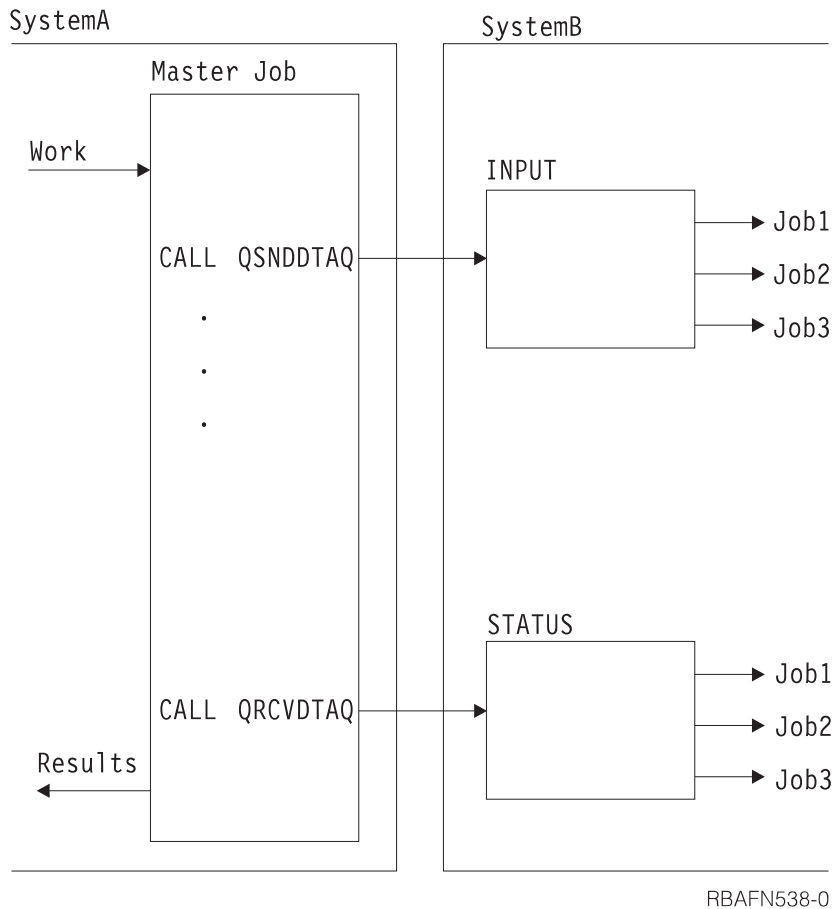 SystemA
SystemB
Master Job
Work
INPUT
Job1
CALL QSNDDTAQ
Job2
Job3
STATUS
Job1
CALL QRCVDTAQ
Job2
Results
Job3
RBAFN538-0